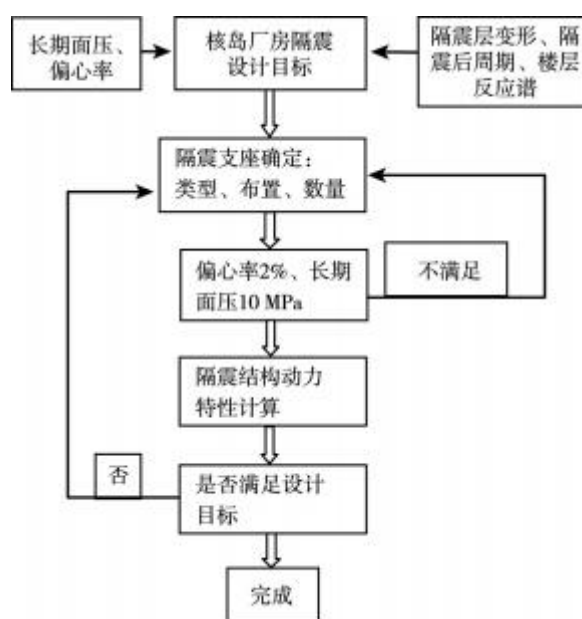 长期面压、
偏心率
核岛厂房隔震
设计目标
隔震层变形、隔
震后周期、楼层
反应谱
隔震支座确定：
类型、布置、数量
偏心率2%、长期
面压10 MPa
不满足
隔震结构动力
特性计算
否
是否满足设计
目标
完成